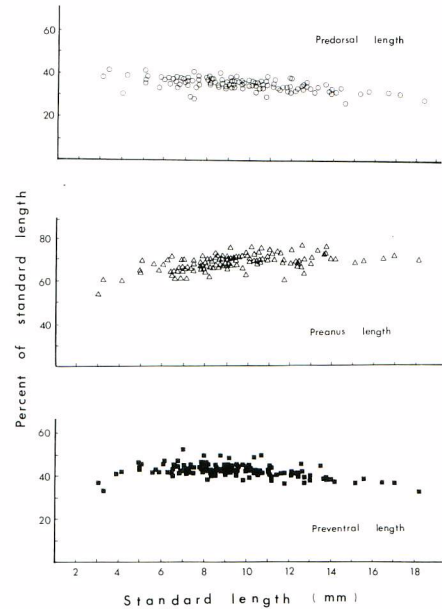 60
Predorsal length
40
20
80
60
40
Preanus length
60
40
20
Preventral length
Percent of standard length
2 4 6 8 10 12 14 16 18
Standard length (mm)